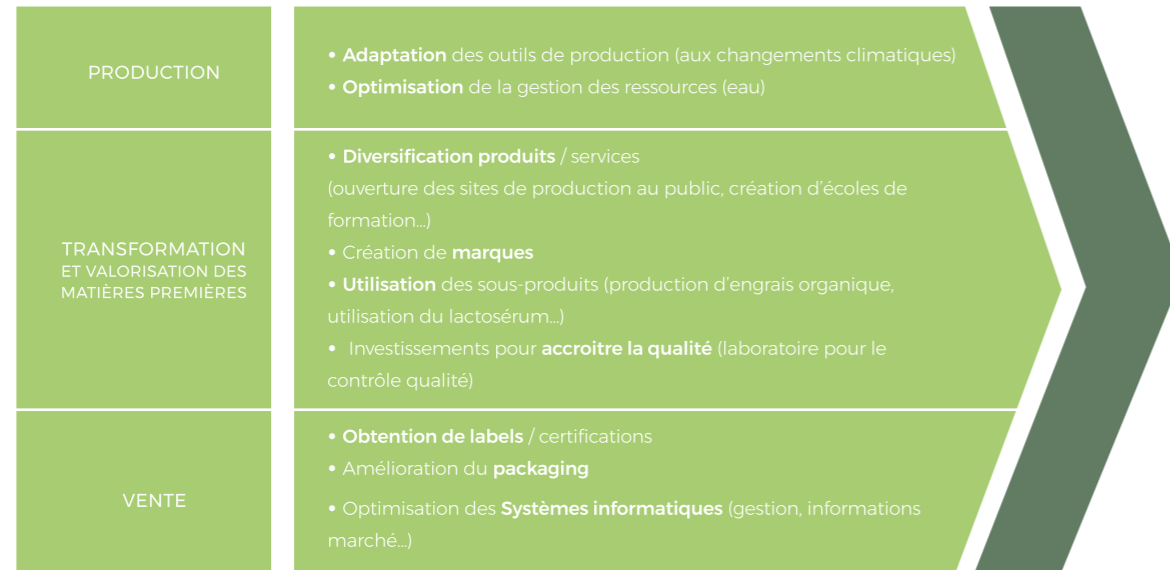 PRODUCTION
• Adaptation des outils de production (aux changements climatiques)
• Optimisation de la gestion des ressources (eau)
TRANSFORMATION
ET VALORISATION DES
MATIÈRES PREMIÈRES
• Diversification produits / services
(ouverture des sites de production au public, création d'écoles de
formation...)
• Création de marques
• Utilisation des sous-produits (production d'engrais organique,
utilisation du lactosérum...)
• Investissements pour accroitre la qualité (laboratoire pour le
contrôle qualité)
VENTE
• Obtention de labels / certifications
• Amélioration du packaging
• Optimisation des Systèmes informatiques (gestion, informations
marché...)